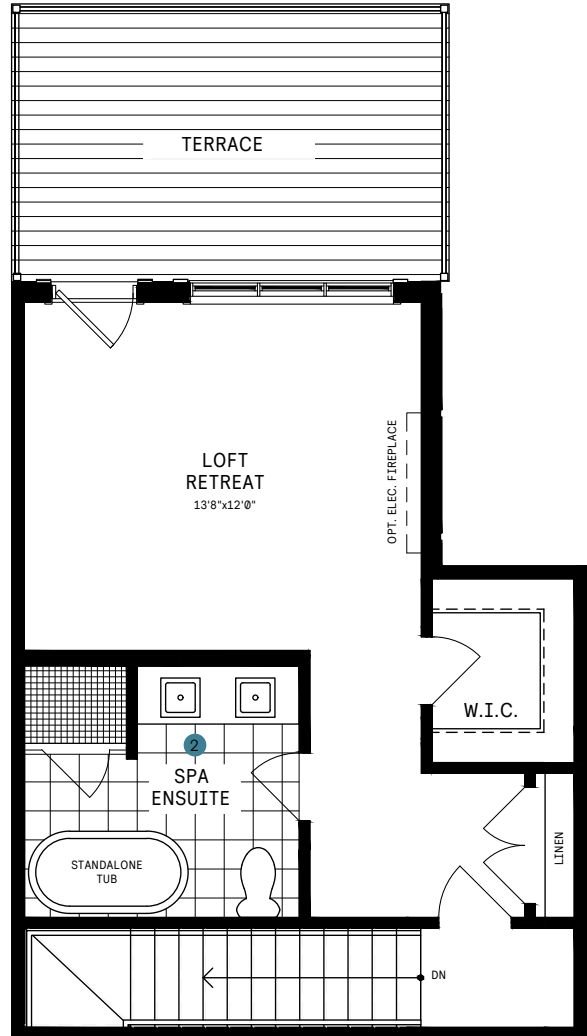 TERRACE
LOFT
RETREAT
13'8"x12'0"
OPT. ELEC. FIREPLACE
W.I.C.
2
SPA
ENSUITE
STANDALONE
TUB
LINEN
DN